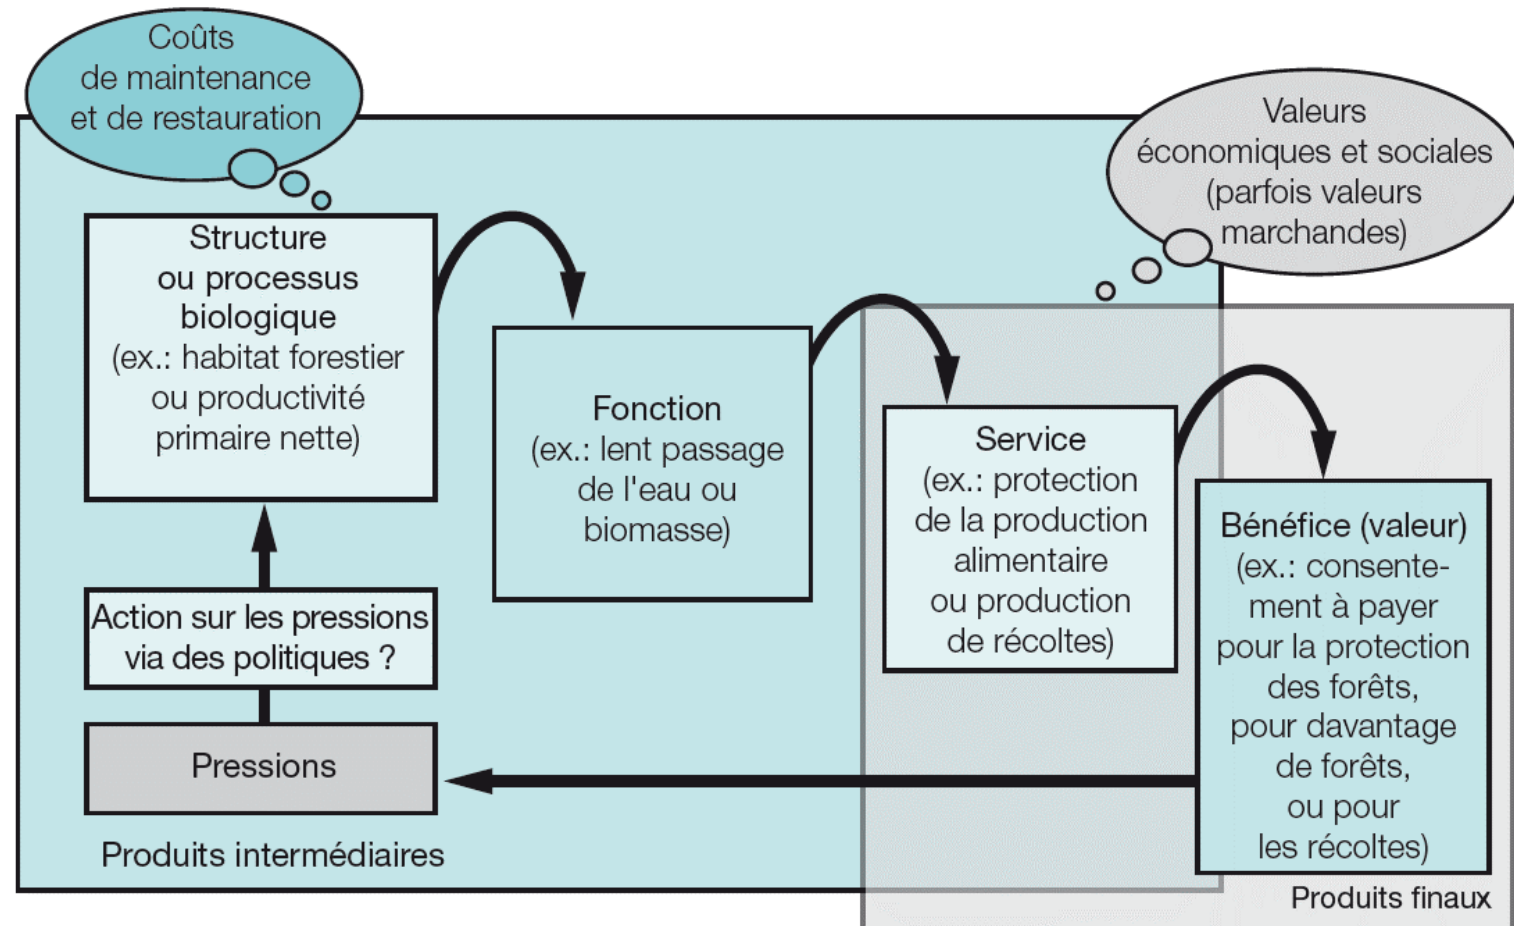 Coûts
de maintenance
et de restauration
Valeurs
économiques et sociales
(parfois valeurs
marchandes)
Structure
ou processus
biologique
(ex.: habitat forestier
ou productivité
primaire nette)
Fonction
(ex.: lent passage
de l'eau ou
biomasse)
Service
(ex.: protection
de la production
alimentaire
ou production
de récoltes)
Bénéfice (valeur)
(ex.: consente-
ment à payer
pour la protection
des forêts,
pour davantage
de forêts,
ou pour
les récoltes)
Action sur les pressions
via des politiques ?
Pressions
Produits intermédiaires
Produits finaux